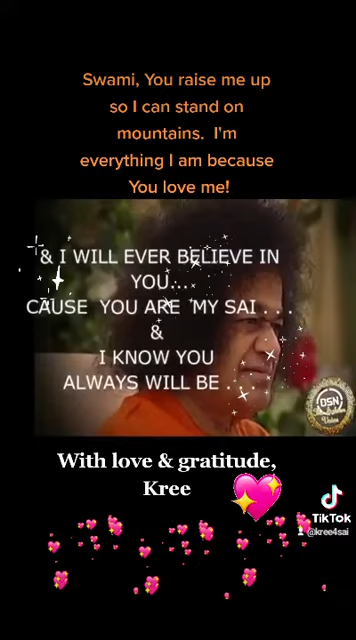 Swami, You raise me up
so I can stand on
mountains. I'm
everything I am because
You love me!
& I WILL EVER BELIEVE IN
YOU...
CAUSE YOU ARE MY SAI . . .
&
I KNOW YOU
ALWAYS WILL BE . . . .
DSN
Videos
With love & gratitude,
Kree
TikTok
@kree4sai